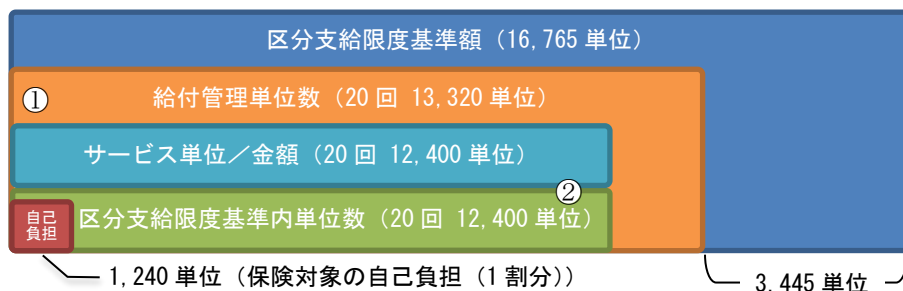 区分支給限度基準額（16,765 単位）
①
給付管理単位数（20 回 13,320 単位）
サービス単位／金額（20 回 12,400 単位）
②
自己
負担
区分支給限度基準内単位数（20 回 12,400 単位）
1,240 単位（保険対象の自己負担（1 割分））
3,445 単位